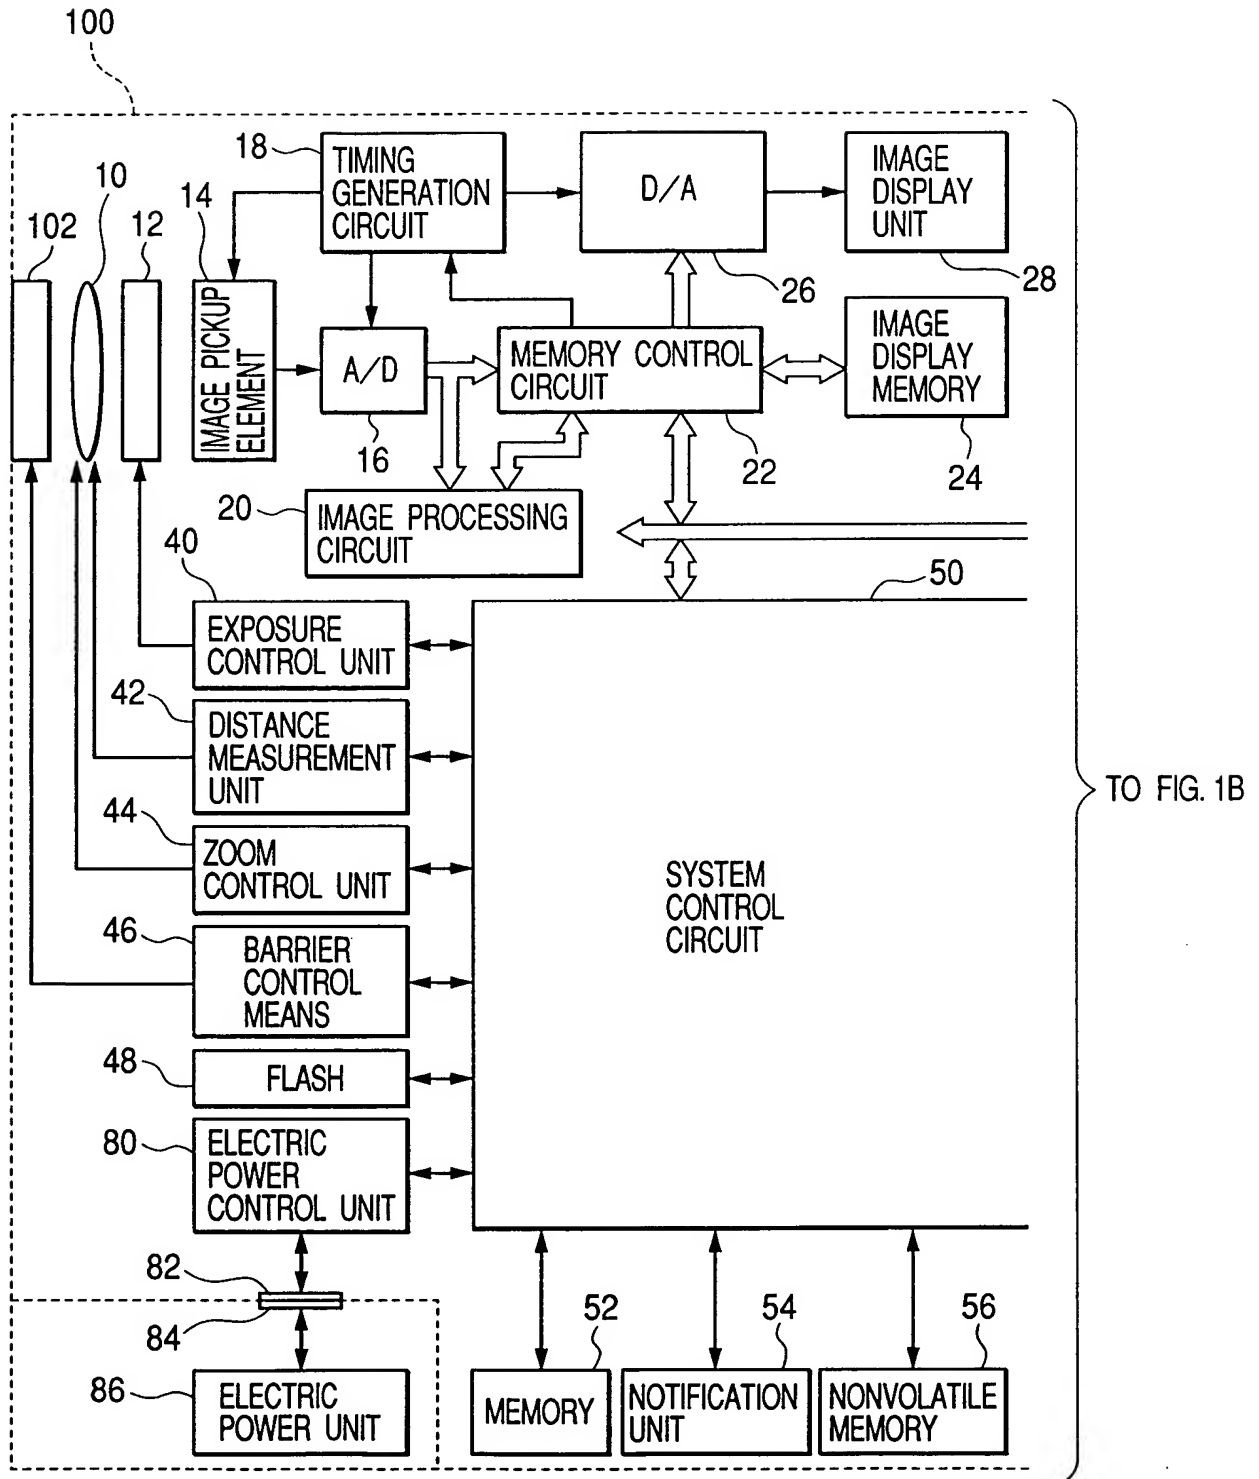 100
18
TIMING
GENERATION
CIRCUIT
D/A
26
IMAGE
DISPLAY
UNIT
28
102
10
12
14
IMAGE PICKUP
ELEMENT
A/D
16
MEMORY CONTROL
CIRCUIT
22
IMAGE
DISPLAY
MEMORY
24
20
IMAGE PROCESSING
CIRCUIT
40
EXPOSURE
CONTROL UNIT
50
42
DISTANCE
MEASUREMENT
UNIT
44
ZOOM
CONTROL UNIT
SYSTEM
CONTROL
CIRCUIT
TO FIG. 1B
46
BARRIER
CONTROL
MEANS
48
FLASH
80
ELECTRIC
POWER
CONTROL UNIT
82
84
86
ELECTRIC
POWER UNIT
52
MEMORY
54
NOTIFICATION
UNIT
56
NONVOLATILE
MEMORY